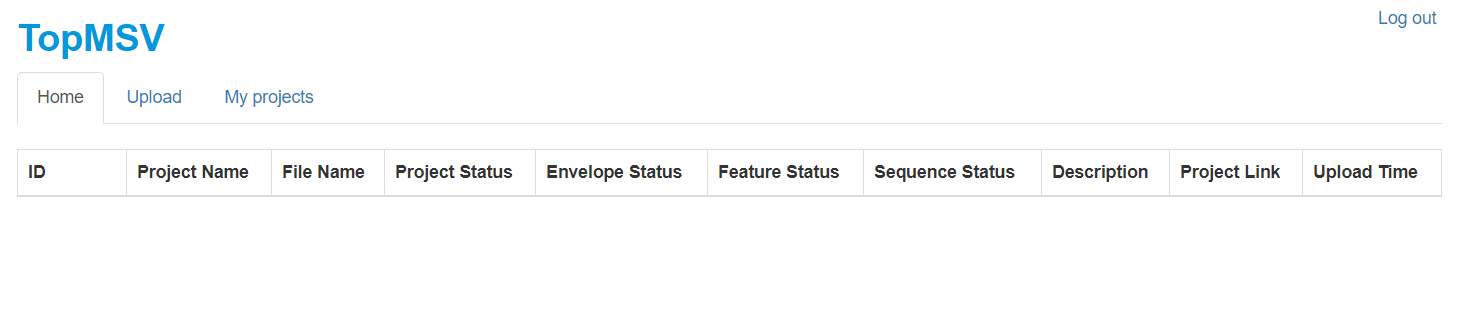 Log out
TopMSV
Home Upload My projects
ID Project Name File Name Project Status Envelope Status Feature Status Sequence Status Description Project Link Upload Time